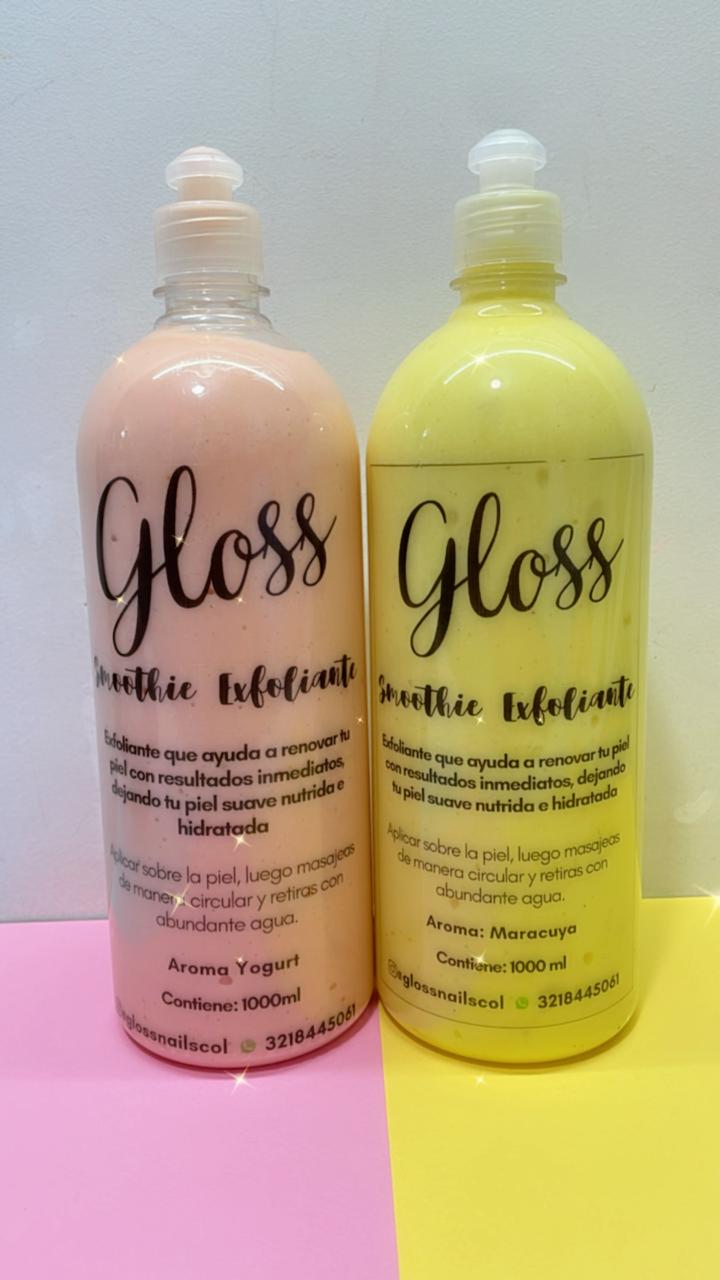 Gloss
Smoothie Exfoliante
Exfoliante que ayuda a renovar tu
piel con resultados inmediatos,
dejando tu piel suave nutrida e
hidratada
Aplicar sobre la piel, luego masajeas
de manera circular y retiras con
abundante agua.
Aroma Yogurt
Contiene: 1000ml
@glossnailscol 3218445061
Gloss
Smoothie Exfoliante
Exfoliante que ayuda a renovar tu piel
con resultados inmediatos, dejando
tu piel suave nutrida e hidratada
Aplicar sobre la piel, luego masajeas
de manera circular y retiras con
abundante agua.
Aroma: Maracuya
Contiene: 1000 ml
@glossnailscol 3218445061